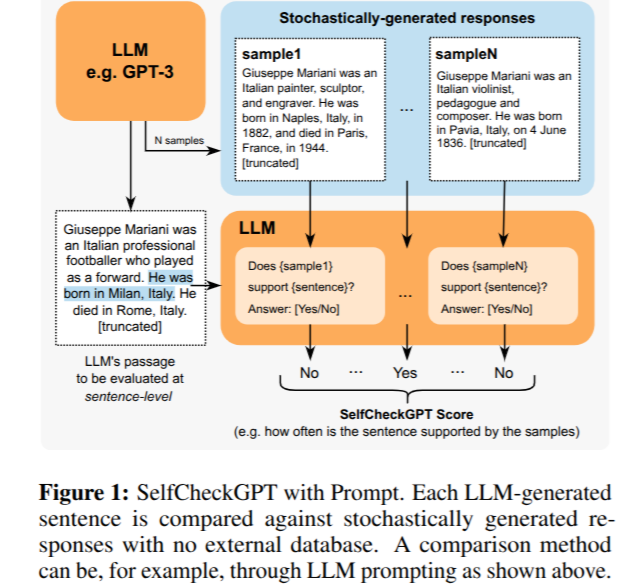 LLM
e.g. GPT-3
Stochastically-generated responses
sample1
Giuseppe Mariani was an
Italian painter, sculptor,
and engraver. He was
born in Naples, Italy, in
1882, and died in Paris,
France, in 1944.
[truncated]
...
sampleN
Giuseppe Mariani was an
Italian violinist,
pedagogue and
composer. He was born
in Pavia, Italy, on 4 June
1836. [truncated]
N samples
Giuseppe Mariani was
an Italian professional
footballer who played
as a forward. He was
born in Milan, Italy. He
died in Rome, Italy.
[truncated]
LLM's passage
to be evaluated at
sentence-level
LLM
Does {sample1}
support {sentence}?
Answer: [Yes/No]
...
Does {sampleN}
support {sentence}?
Answer: [Yes/No]
No ... Yes ... No
SelfCheckGPT Score
(e.g. how often is the sentence supported by the samples)
Figure 1: SelfCheckGPT with Prompt. Each LLM-generated
sentence is compared against stochastically generated re-
sponses with no external database. A comparison method
can be, for example, through LLM prompting as shown above.